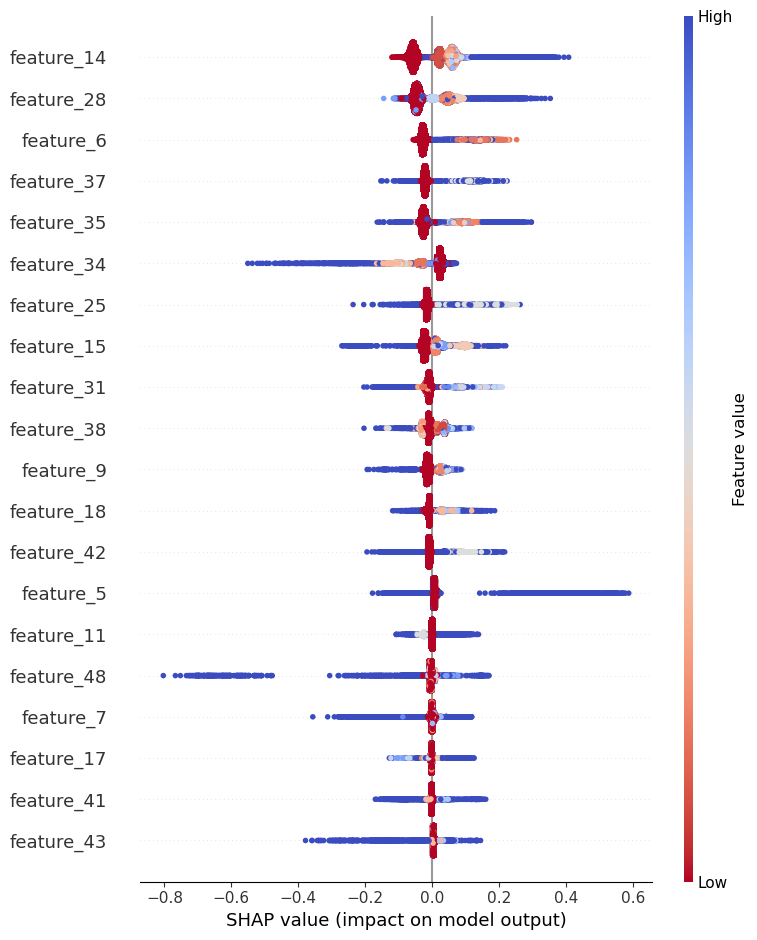 High
feature_14
feature_28
feature_6
feature_37
feature_35
feature_34
feature_25
feature_15
feature_31
feature_38
feature_9
feature_18
feature_42
feature_5
feature_11
feature_48
feature_7
feature_17
feature_41
feature_43
Feature value
Low
−0.8 −0.6 −0.4 −0.2 0.0 0.2 0.4 0.6
SHAP value (impact on model output)